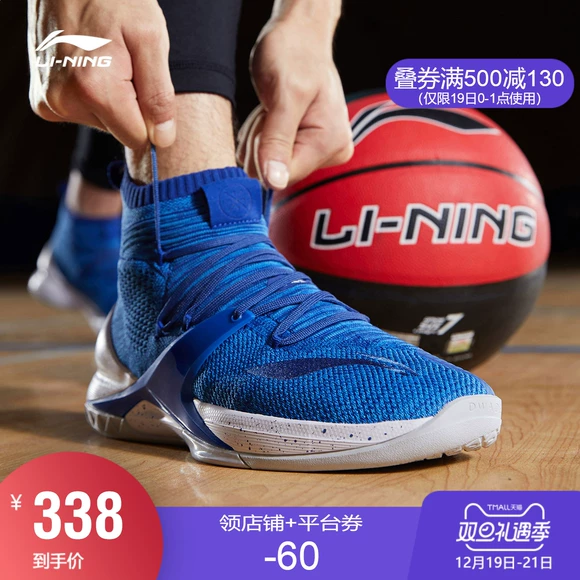 LI-NING
叠券满500减130
(仅限19日0-1点使用)
LI-NING
7
¥338
到手价
领店铺+平台券
-60
TMALL天猫
双旦礼遇季
12月19日-21日